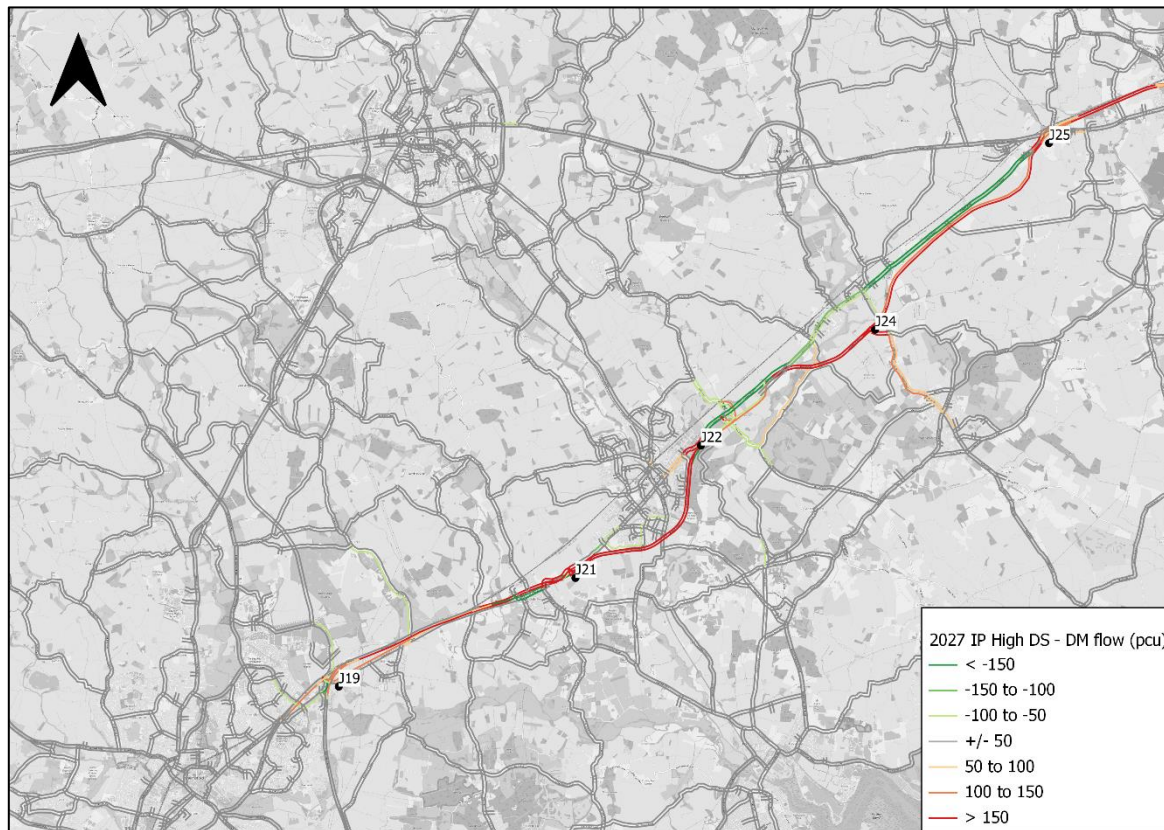 J25
J24
J22
J21
J19
2027 IP High DS - DM flow (pcu)
< -150
-150 to -100
-100 to -50
+/- 50
50 to 100
100 to 150
> 150